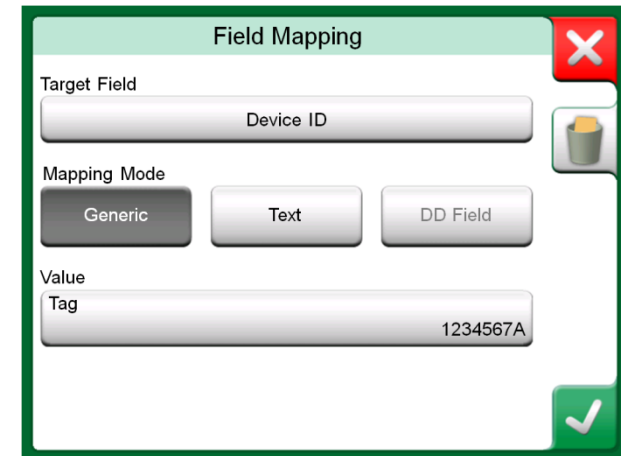 Field Mapping
Target Field
Device ID
Mapping Mode
Generic Text DD Field
Value
Tag
1234567A